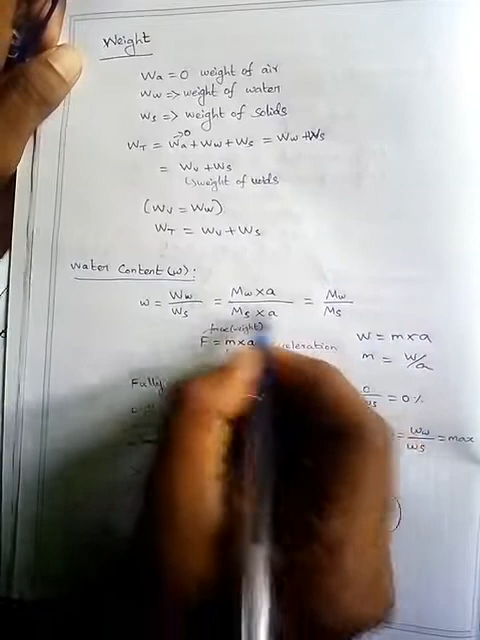 Weight
Wa = 0 weight of air
Ww => weight of water
Ws => weight of solids
WT = Wa + Ww + Ws = Ww + Ws
→0
= Wv + Ws
↳ weight of voids
(Wv = Ww)
WT = Wv + Ws
Water Content (w) :
w = Ww/Ws = Mw x a / Ms x a = Mw/Ms
force (weight)
F = m x a
W = m x a
m = W/a
Fully
= 0 %
= Ww/Ws = max